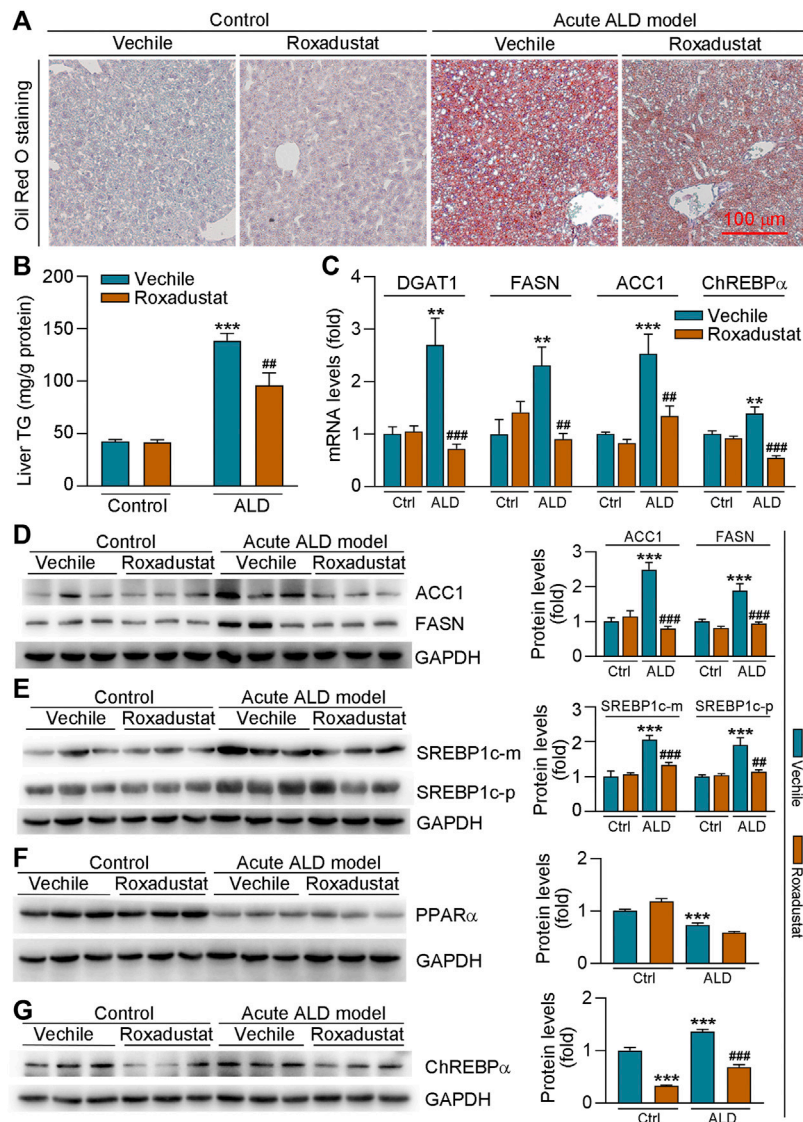 A
Control
Acute ALD model
Vechile
Roxadustat
Vechile
Roxadustat
Oil Red O staining
100 μm
B
Vechile
Roxadustat
Liver TG (mg/g protein)
200
150
100
50
0
***
##
Control
ALD
C
DGAT1
FASN
ACC1
ChREBPα
Vechile
Roxadustat
mRNA levels (fold)
4
3
2
1
0
**
###
**
##
***
##
**
###
Ctrl
ALD
Ctrl
ALD
Ctrl
ALD
Ctrl
ALD
D
Control
Acute ALD model
Vechile
Roxadustat
Vechile
Roxadustat
ACC1
FASN
GAPDH
ACC1
FASN
Protein levels
(fold)
3
2
1
0
***
###
***
###
Ctrl
ALD
Ctrl
ALD
E
Control
Acute ALD model
Vechile
Roxadustat
Vechile
Roxadustat
SREBP1c-m
SREBP1c-p
GAPDH
SREBP1c-m
SREBP1c-p
Protein levels
(fold)
3
2
1
0
***
###
***
##
Ctrl
ALD
Ctrl
ALD
Vechile
Roxadustat
F
Control
Acute ALD model
Vechile
Roxadustat
Vechile
Roxadustat
PPARα
GAPDH
Protein levels
(fold)
2
1
0
***
Ctrl
ALD
G
Control
Acute ALD model
Vechile
Roxadustat
Vechile
Roxadustat
ChREBPα
GAPDH
Protein levels
(fold)
2
1
0
***
***
###
Ctrl
ALD